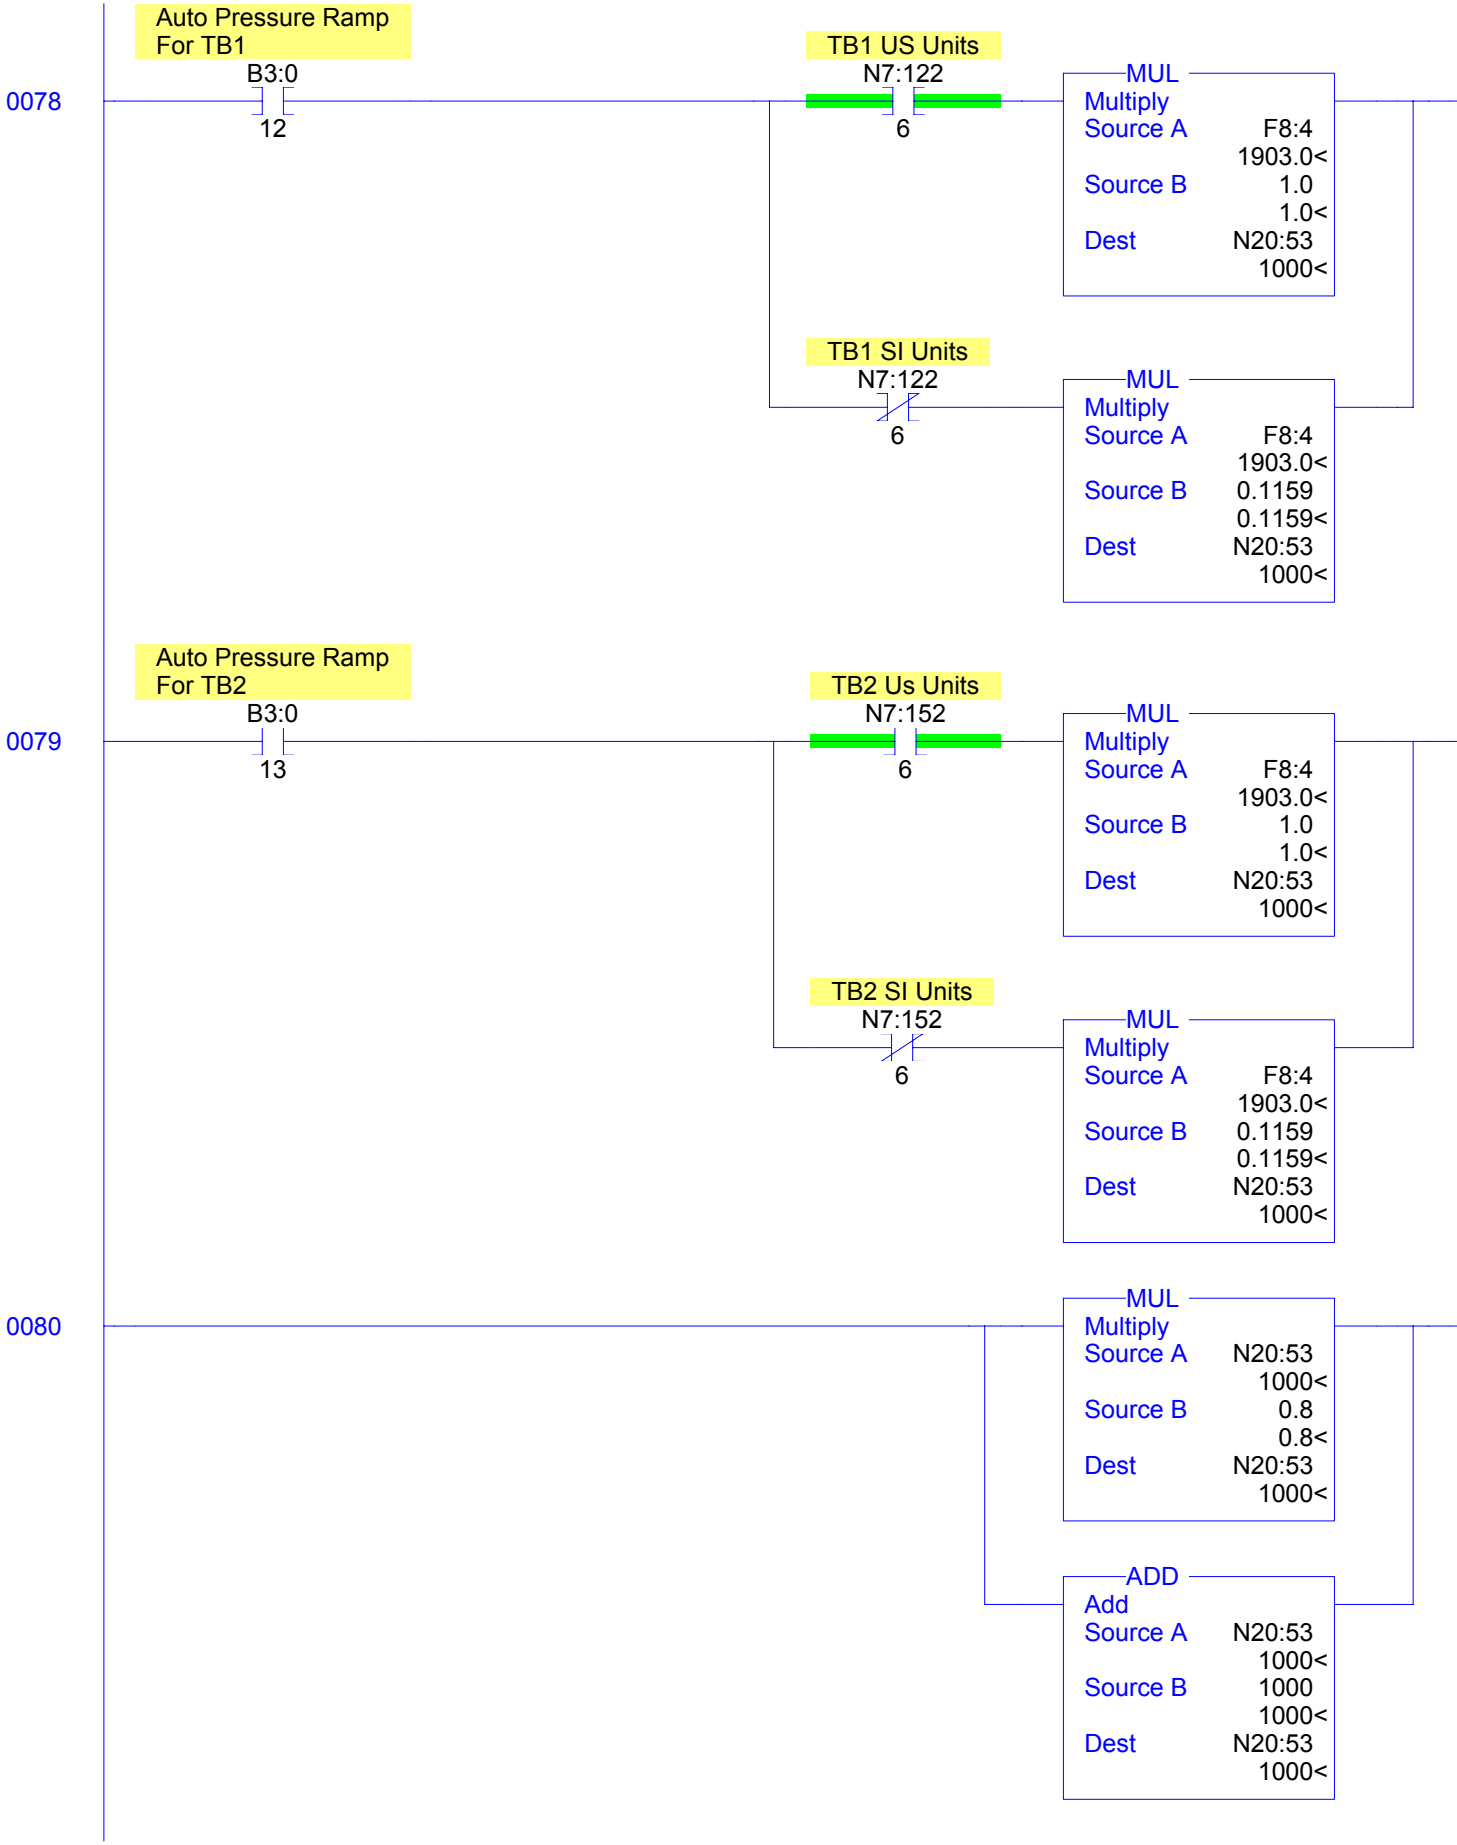 Auto Pressure Ramp
For TB1
B3:0
12
0078
TB1 US Units
N7:122
6
MUL
Multiply
Source A F8:4
1903.0<
Source B 1.0
1.0<
Dest N20:53
1000<
TB1 SI Units
N7:122
6
MUL
Multiply
Source A F8:4
1903.0<
Source B 0.1159
0.1159<
Dest N20:53
1000<
Auto Pressure Ramp
For TB2
B3:0
13
0079
TB2 Us Units
N7:152
6
MUL
Multiply
Source A F8:4
1903.0<
Source B 1.0
1.0<
Dest N20:53
1000<
TB2 SI Units
N7:152
6
MUL
Multiply
Source A F8:4
1903.0<
Source B 0.1159
0.1159<
Dest N20:53
1000<
0080
MUL
Multiply
Source A N20:53
1000<
Source B 0.8
0.8<
Dest N20:53
1000<
ADD
Add
Source A N20:53
1000<
Source B 1000
1000<
Dest N20:53
1000<